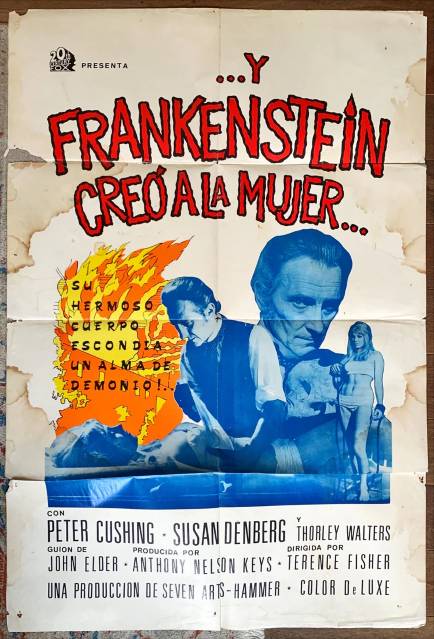 20th
CENTURY
FOX
PRESENTA
...Y
FRANKENSTEIN
CREÓ A LA MUJER...
SU
HERMOSO
CUERPO
ESCONDIA
UN ALMA DE
DEMONIO!..
CON
PETER CUSHING · SUSAN DENBERG Y THORLEY WALTERS
GUION DE PRODUCIDA POR DIRIGIDA POR
JOHN ELDER · ANTHONY NELSON KEYS · TERENCE FISHER
UNA PRODUCCION DE SEVEN ARTS-HAMMER · COLOR De LUXE